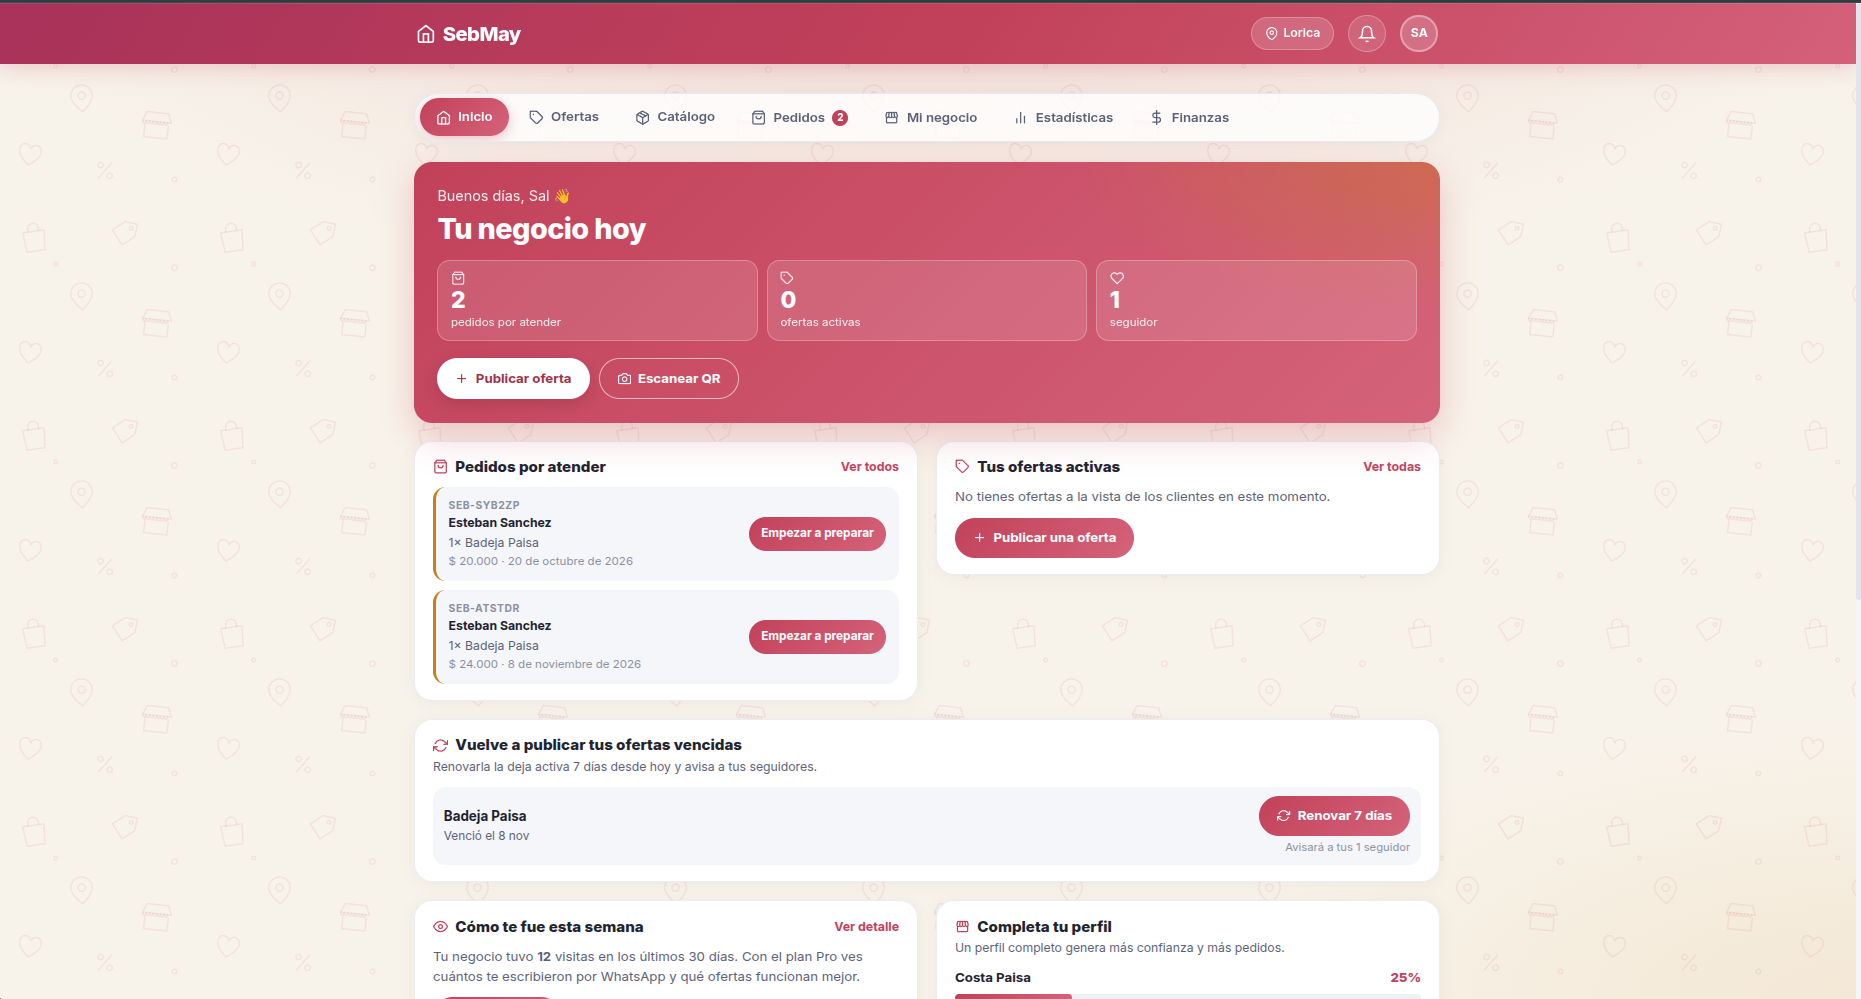 SebMay
Lorica
SA
Inicio
Ofertas
Catálogo
Pedidos 2
Mi negocio
Estadísticas
Finanzas
Buenos días, Sal 👋
Tu negocio hoy
2
pedidos por atender
0
ofertas activas
1
seguidor
+ Publicar oferta
Escanear QR
Pedidos por atender
Ver todos
SEB-SYB2ZP
Esteban Sanchez
1× Badeja Paisa
$ 20.000 · 20 de octubre de 2026
Empezar a preparar
SEB-ATSTDR
Esteban Sanchez
1× Badeja Paisa
$ 24.000 · 8 de noviembre de 2026
Empezar a preparar
Tus ofertas activas
Ver todas
No tienes ofertas a la vista de los clientes en este momento.
+ Publicar una oferta
Vuelve a publicar tus ofertas vencidas
Renovarla la deja activa 7 días desde hoy y avisa a tus seguidores.
Badeja Paisa
Venció el 8 nov
Renovar 7 días
Avisará a tus 1 seguidor
Cómo te fue esta semana
Ver detalle
Tu negocio tuvo 12 visitas en los últimos 30 días. Con el plan Pro ves
cuántos te escribieron por WhatsApp y qué ofertas funcionan mejor.
Completa tu perfil
Un perfil completo genera más confianza y más pedidos.
Costa Paisa
25%